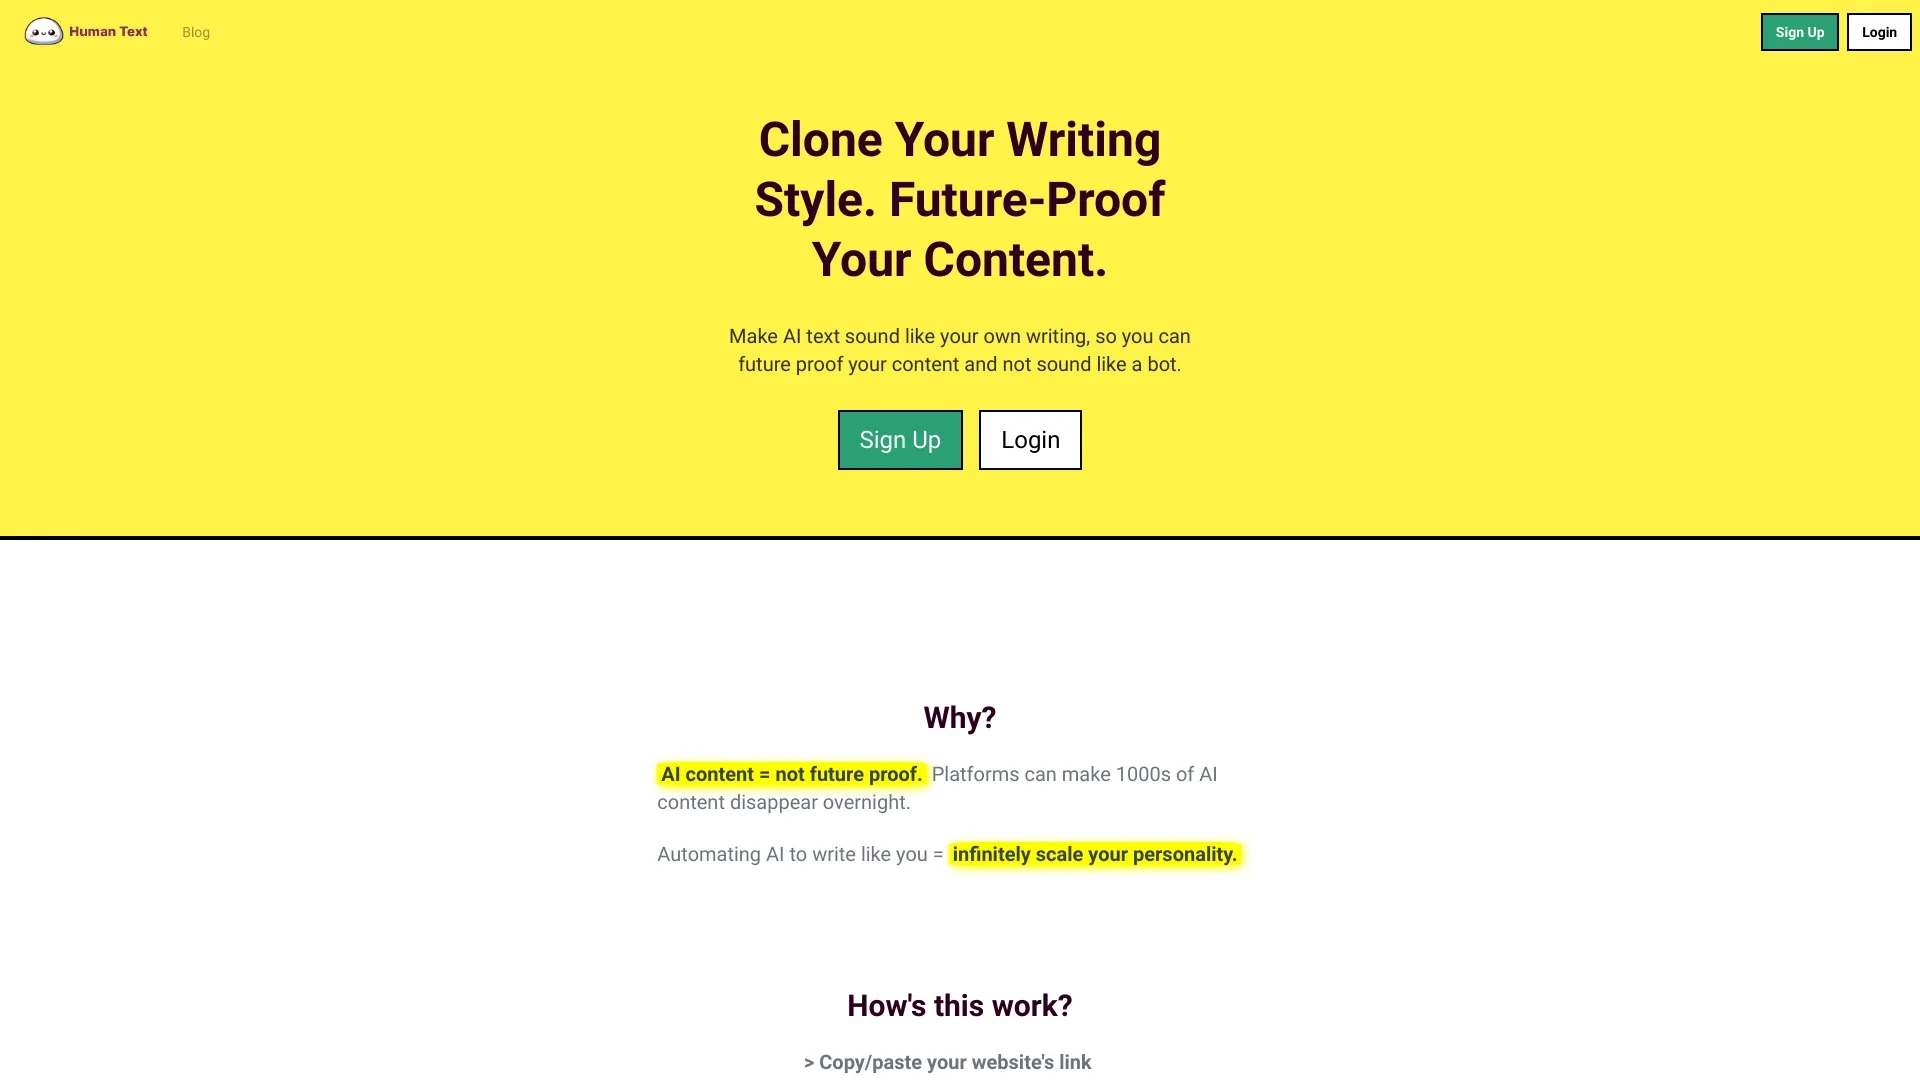 Human Text
Blog
Sign Up
Login
Clone Your Writing
Style. Future-Proof
Your Content.
Make AI text sound like your own writing, so you can
future proof your content and not sound like a bot.
Sign Up
Login
Why?
AI content = not future proof. Platforms can make 1000s of AI
content disappear overnight.
Automating AI to write like you = infinitely scale your personality.
How's this work?
> Copy/paste your website's link